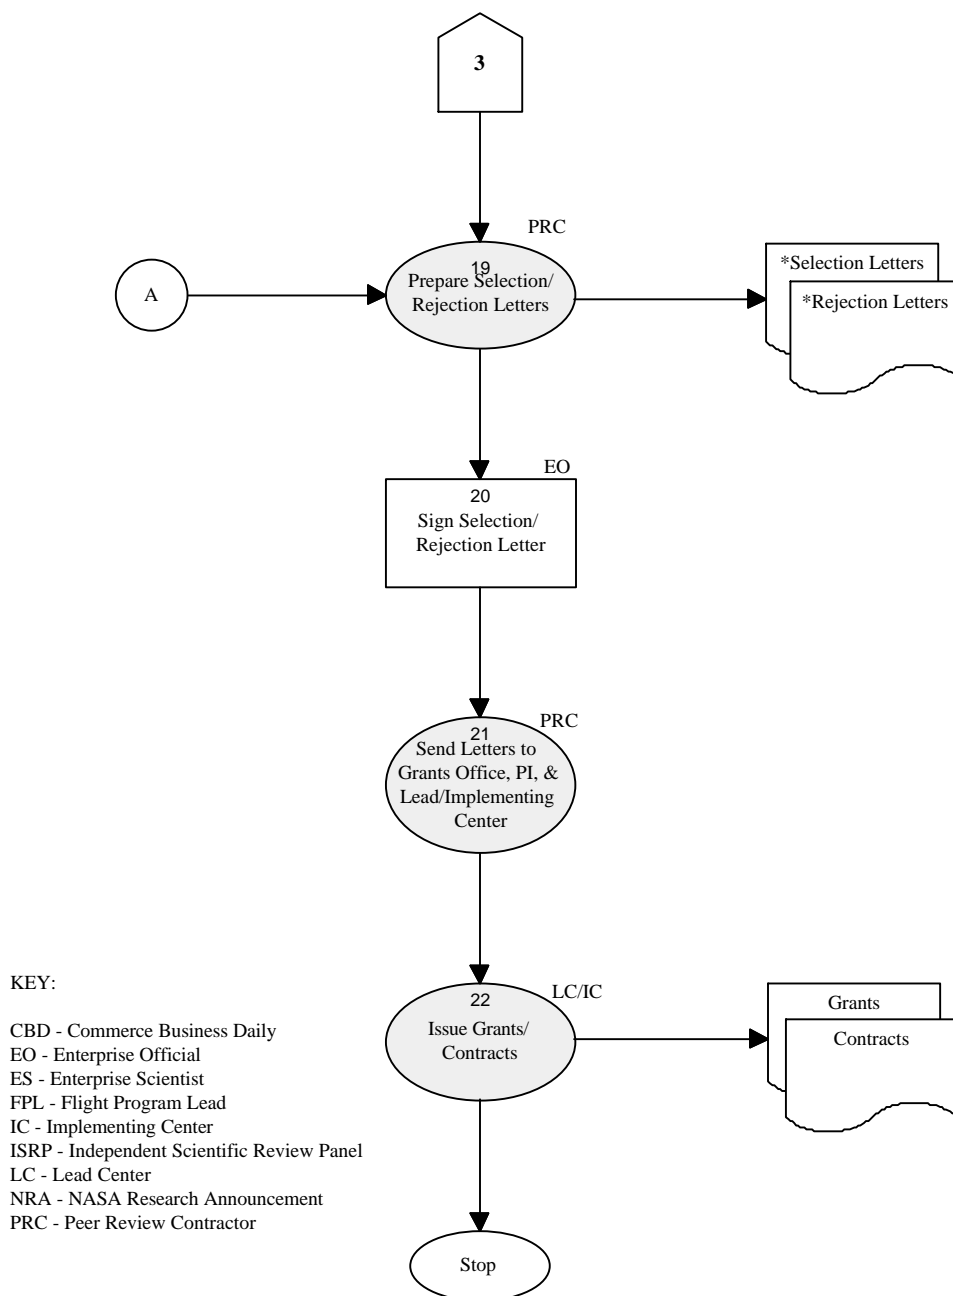 3
PRC
19
Prepare Selection/
Rejection Letters
A
*Selection Letters
*Rejection Letters
EO
20
Sign Selection/
Rejection Letter
PRC
21
Send Letters to
Grants Office, PI, &
Lead/Implementing
Center
LC/IC
22
Issue Grants/
Contracts
Grants
Contracts
Stop
KEY:
CBD - Commerce Business Daily
EO - Enterprise Official
ES - Enterprise Scientist
FPL - Flight Program Lead
IC - Implementing Center
ISRP - Independent Scientific Review Panel
LC - Lead Center
NRA - NASA Research Announcement
PRC - Peer Review Contractor